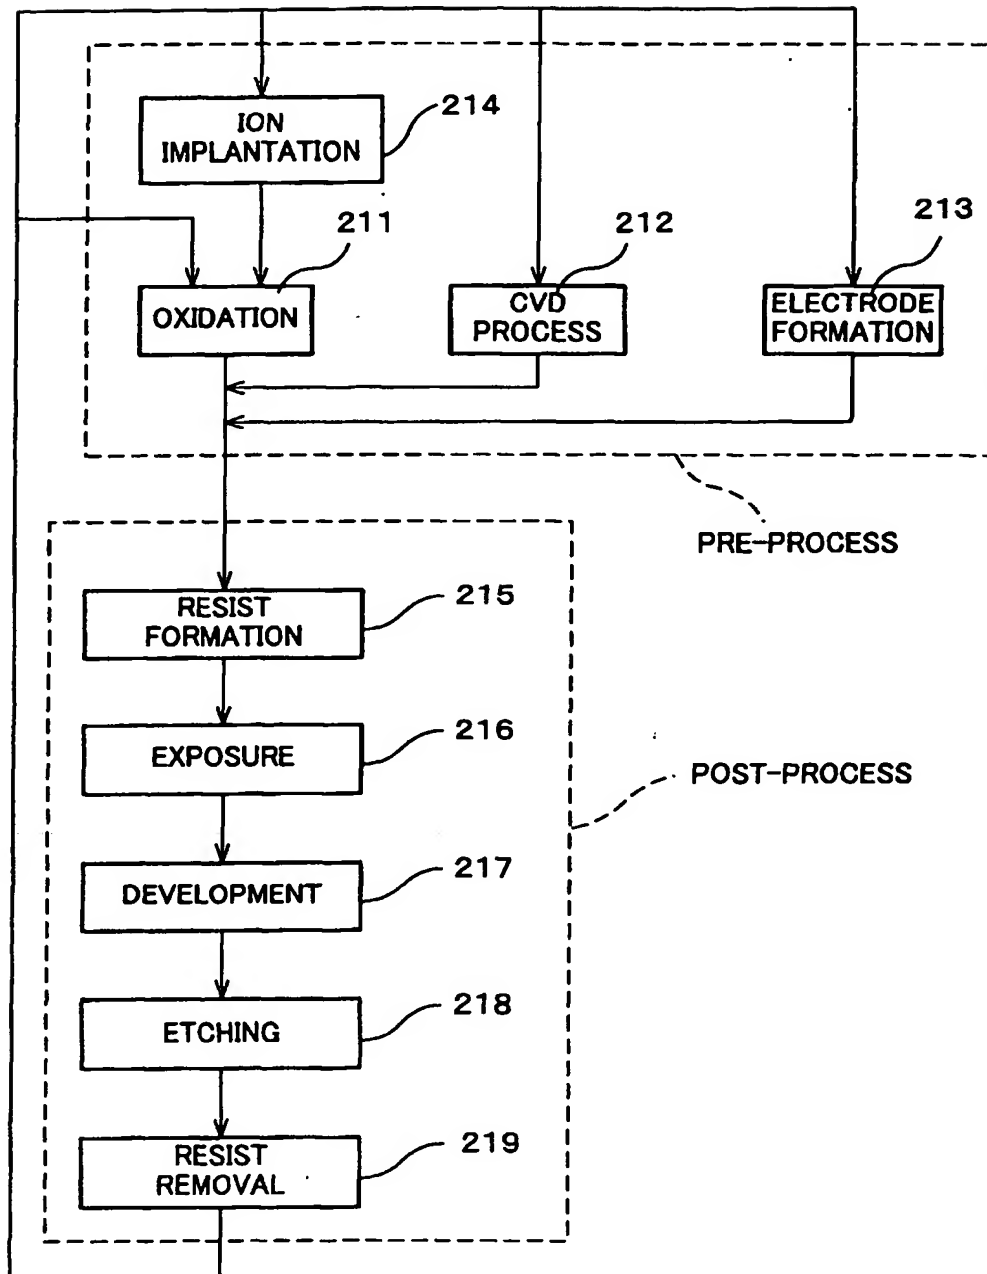 ION
IMPLANTATION
214
211
212
213
OXIDATION
CVD
PROCESS
ELECTRODE
FORMATION
PRE-PROCESS
RESIST
FORMATION
215
EXPOSURE
216
POST-PROCESS
DEVELOPMENT
217
ETCHING
218
RESIST
REMOVAL
219